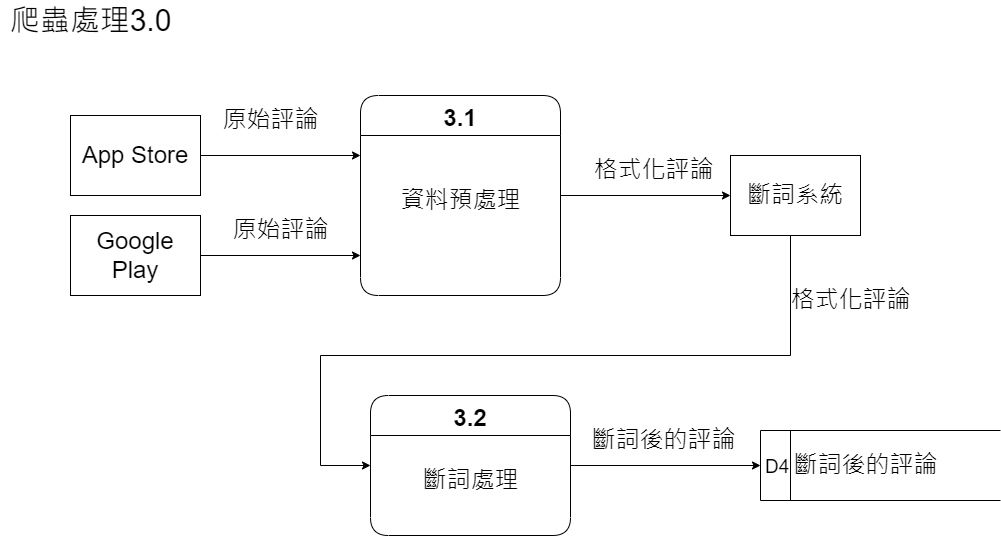 爬蟲處理3.0
App Store
原始評論
3.1
資料預處理
Google
Play
原始評論
格式化評論
斷詞系統
格式化評論
3.2
斷詞處理
斷詞後的評論
D4
斷詞後的評論